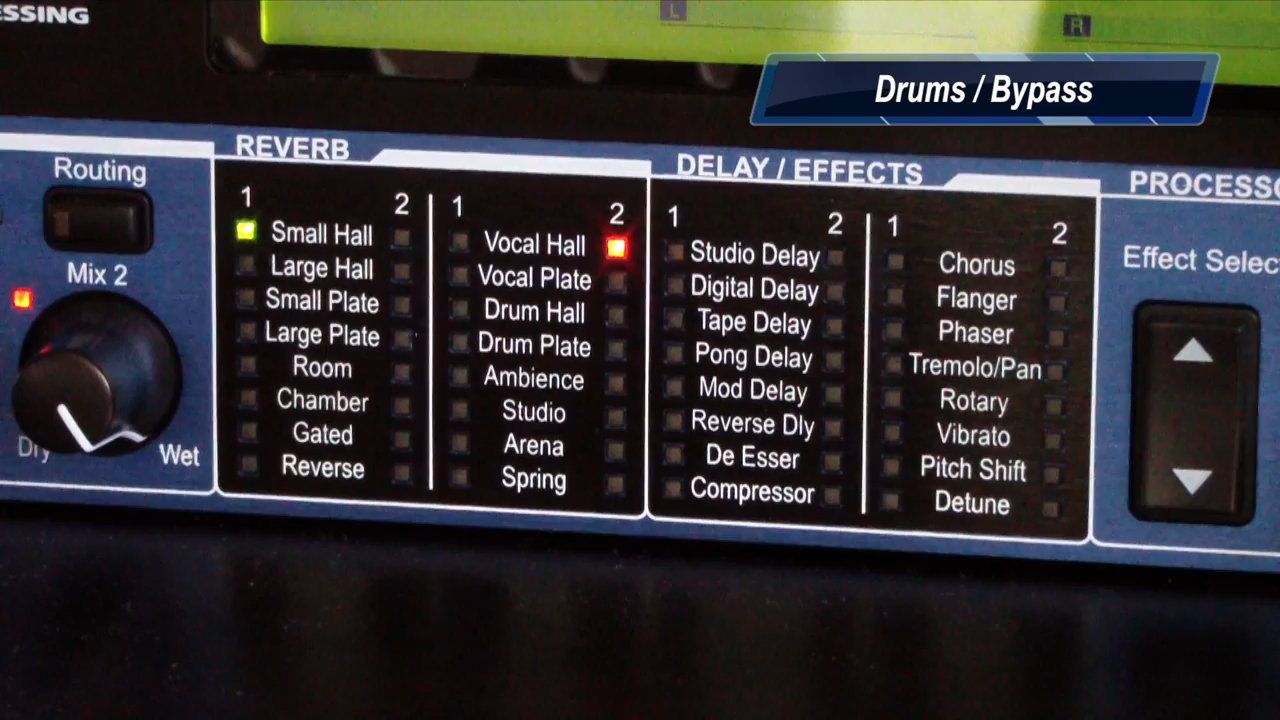 ESSING
L
R
Drums / Bypass
REVERB
DELAY / EFFECTS
Routing
Mix 2
Dry
Wet
1 2 1 2
Small Hall
Large Hall
Small Plate
Large Plate
Room
Chamber
Gated
Reverse
Vocal Hall
Vocal Plate
Drum Hall
Drum Plate
Ambience
Studio
Arena
Spring
1 2 1 2
Studio Delay
Digital Delay
Tape Delay
Pong Delay
Mod Delay
Reverse Dly
De Esser
Compressor
Chorus
Flanger
Phaser
Tremolo/Pan
Rotary
Vibrato
Pitch Shift
Detune
PROCESSO
Effect Selec